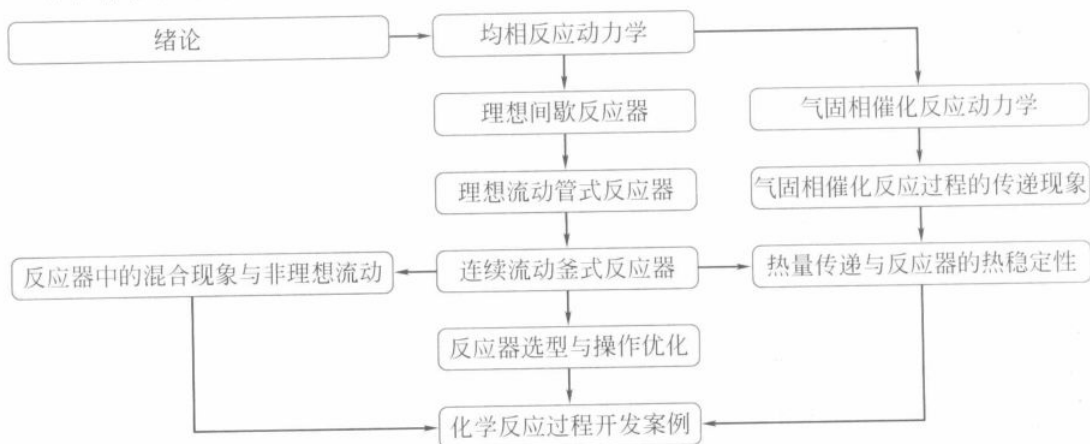 绪论
均相反应动力学
理想间歇反应器
气固相催化反应动力学
理想流动管式反应器
气固相催化反应过程的传递现象
反应器中的混合现象与非理想流动
连续流动釜式反应器
热量传递与反应器的热稳定性
反应器选型与操作优化
化学反应过程开发案例